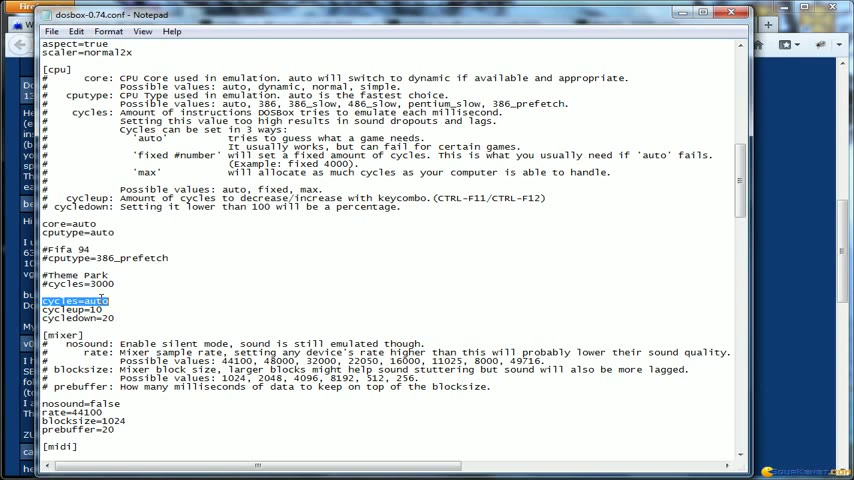 Firefo
dosbox-0.74.conf - Notepad
File Edit Format View Help
aspect=true
scaler=normal2x
[cpu]
# core: CPU Core used in emulation. auto will switch to dynamic if available and appropriate.
# Possible values: auto, dynamic, normal, simple.
# cputype: CPU Type used in emulation. auto is the fastest choice.
# Possible values: auto, 386, 386_slow, 486_slow, pentium_slow, 386_prefetch.
# cycles: Amount of instructions DOSBox tries to emulate each millisecond.
# Setting this value too high results in sound dropouts and lags.
# Cycles can be set in 3 ways:
# 'auto' tries to guess what a game needs.
# It usually works, but can fail for certain games.
# 'fixed #number' will set a fixed amount of cycles. This is what you usually need if 'auto' fails.
# (Example: fixed 4000).
# 'max' will allocate as much cycles as your computer is able to handle.
#
# Possible values: auto, fixed, max.
# cycleup: Amount of cycles to decrease/increase with keycombo.(CTRL-F11/CTRL-F12)
# cycledown: Setting it lower than 100 will be a percentage.
core=auto
cputype=auto
#Fifa 94
#cputype=386_prefetch
#Theme Park
#cycles=3000
cycles=auto
cycleup=10
cycledown=20
[mixer]
# nosound: Enable silent mode, sound is still emulated though.
# rate: Mixer sample rate, setting any device's rate higher than this will probably lower their sound quality.
# Possible values: 44100, 48000, 32000, 22050, 16000, 11025, 8000, 49716.
# blocksize: Mixer block size, larger blocks might help sound stuttering but sound will also be more lagged.
# Possible values: 1024, 2048, 4096, 8192, 512, 256.
# prebuffer: How many milliseconds of data to keep on top of the blocksize.
nosound=false
rate=44100
blocksize=1024
prebuffer=20
[midi]